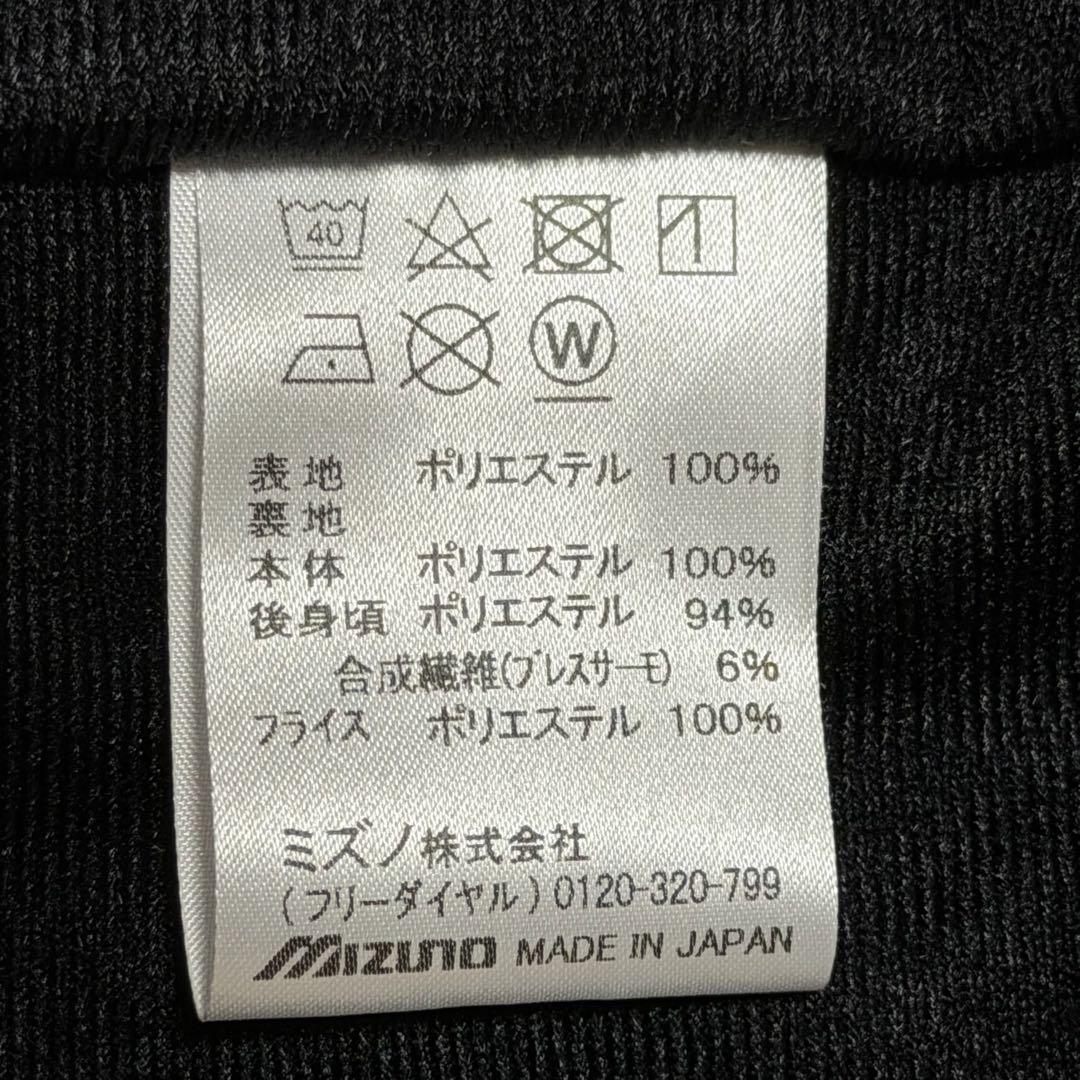 40
W
表地 ポリエステル 100%
裏地
本体 ポリエステル 100%
後身頃 ポリエステル 94%
合成繊維(ブレスサーモ) 6%
フライス ポリエステル 100%
ミズノ株式会社
(フリーダイヤル)0120-320-799
MIZUNO MADE IN JAPAN